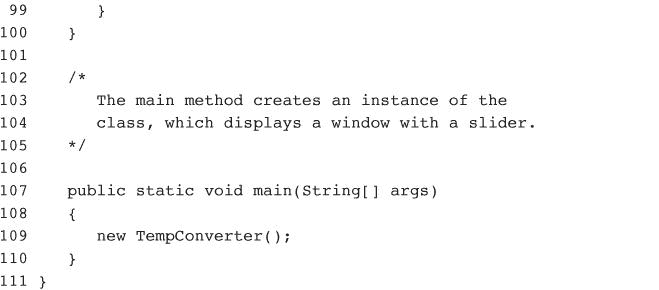 99        }
100    }
101
102    /*
103       The main method creates an instance of the
104       class, which displays a window with a slider.
105    */
106
107    public static void main(String[] args)
108    {
109       new TempConverter();
110    }
111 }